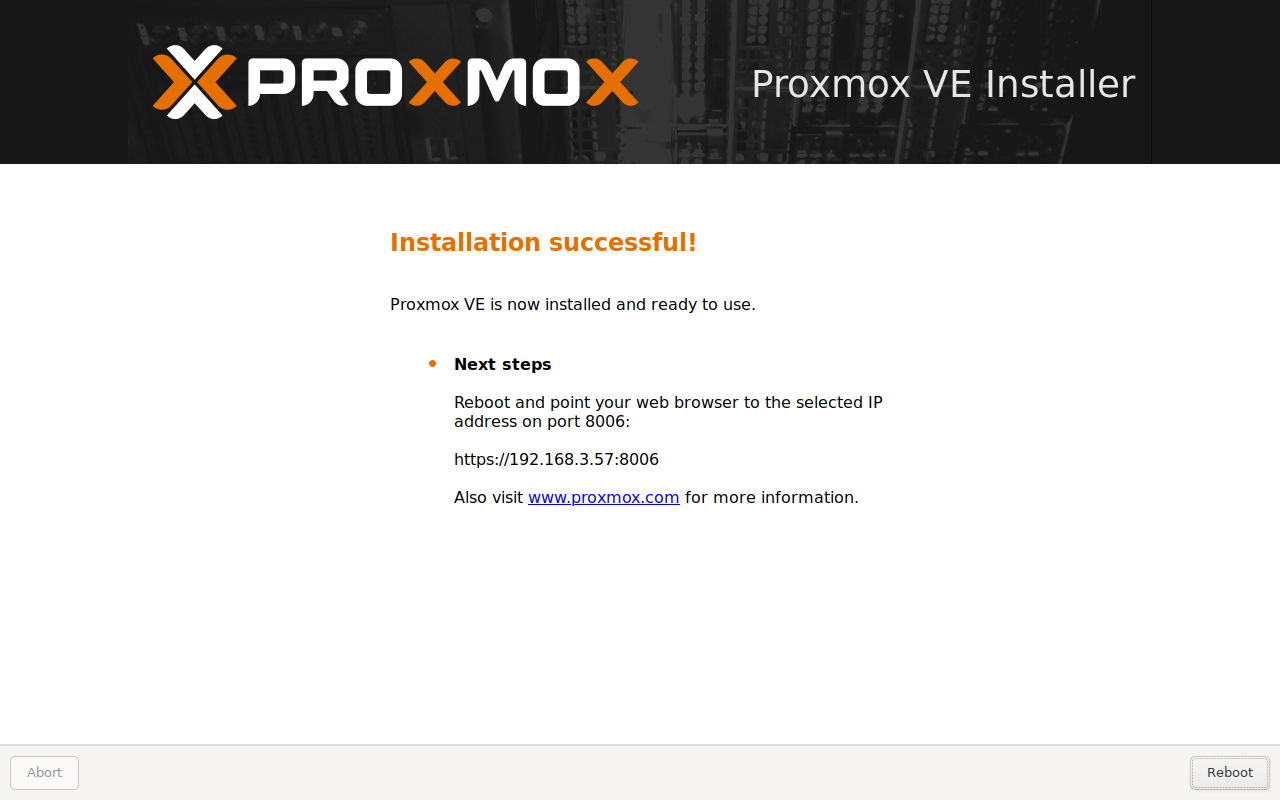 PROXMOX
Proxmox VE Installer
Installation successful!
Proxmox VE is now installed and ready to use.
Next steps
Reboot and point your web browser to the selected IP
address on port 8006:
https://192.168.3.57:8006
Also visit www.proxmox.com for more information.
Abort
Reboot